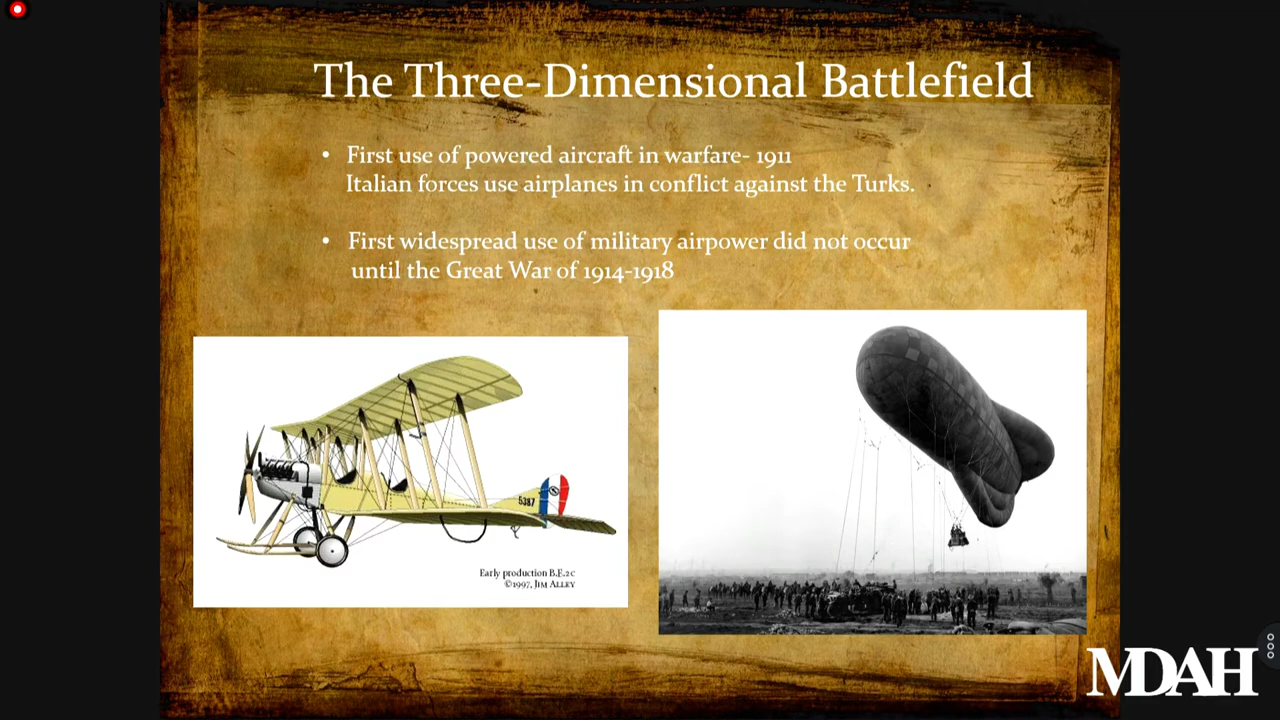 The Three-Dimensional Battlefield
• First use of powered aircraft in warfare- 1911
Italian forces use airplanes in conflict against the Turks.
• First widespread use of military airpower did not occur
until the Great War of 1914-1918
5387
Early production B.E.2c
©1997, Jim Alley
MDAH